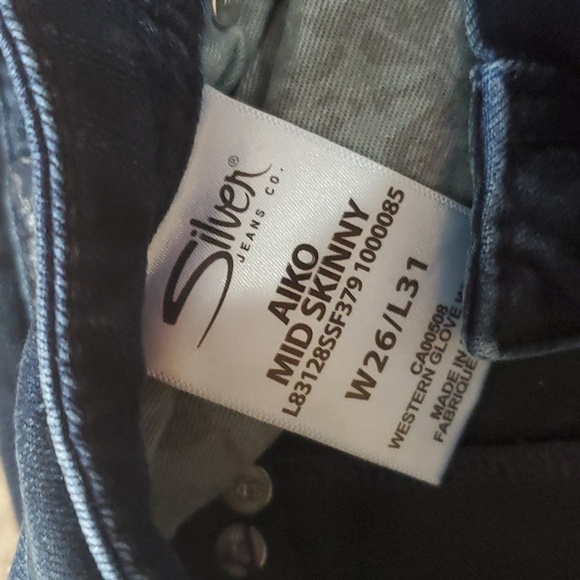 Silver®
JEANS CO.
AIKO
MID SKINNY
L83128SSF379 1000085
W26/L31
CA00508
WESTERN GLOVE
MADE IN
FABRIQUE